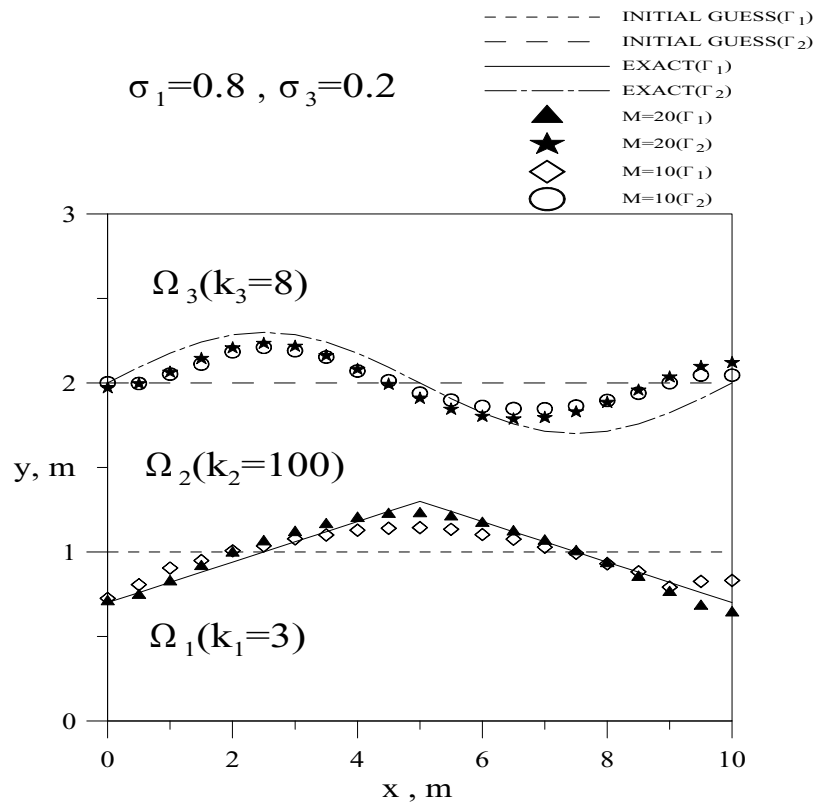 INITIAL GUESS(Γ₁)
INITIAL GUESS(Γ₂)
EXACT(Γ₁)
EXACT(Γ₂)
M=20(Γ₁)
M=20(Γ₂)
M=10(Γ₁)
M=10(Γ₂)
σ₁=0.8 , σ₃=0.2
3
Ω₃(k₃=8)
2
Ω₂(k₂=100)
y, m
1
Ω₁(k₁=3)
0
0 2 4 6 8 10
x , m